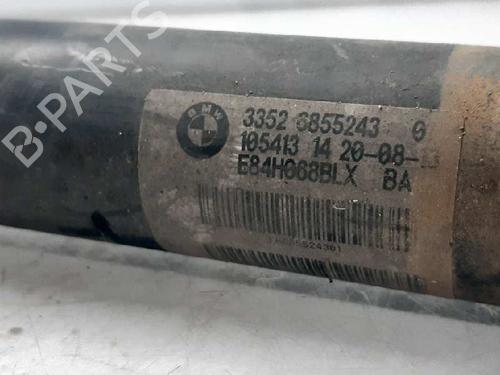 B-PARTS
BMW
3352 6855243 0
105413 14 20-08-
E84H068BLX BA